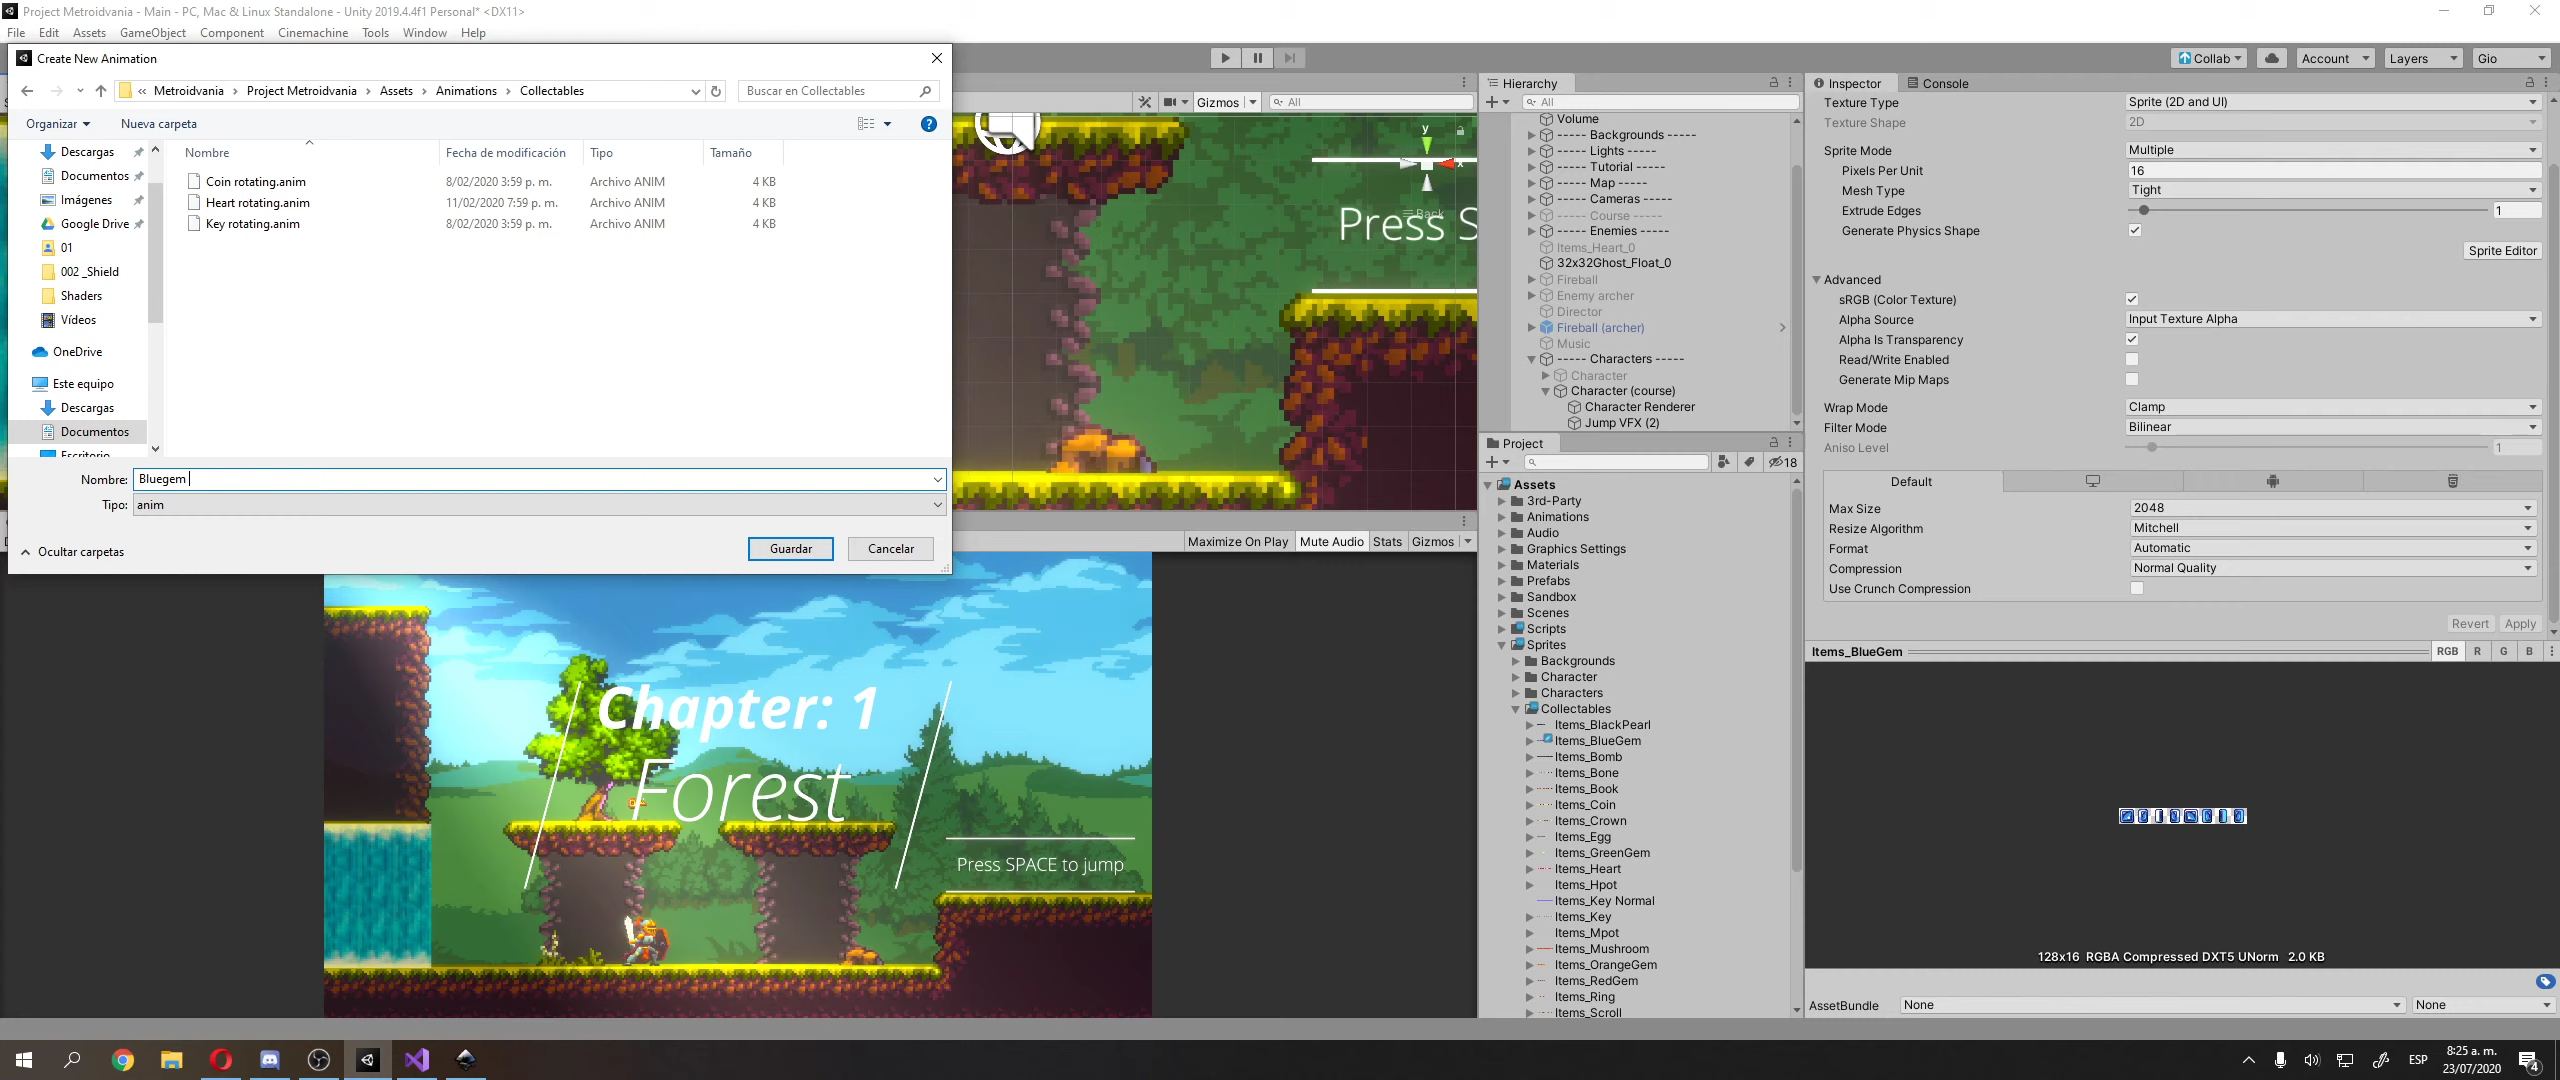 Project Metroidvania - Main - PC, Mac & Linux Standalone - Unity 2019.4.4f1 Personal* <DX11>
File Edit Assets GameObject Component Cinemachine Tools Window Help
Create New Animation
« Metroidvania > Project Metroidvania > Assets > Animations > Collectables
Buscar en Collectables
Organizar
Nueva carpeta
Nombre
Fecha de modificación
Tipo
Tamaño
Coin rotating.anim 8/02/2020 3:59 p. m. Archivo ANIM 4 KB
Heart rotating.anim 11/02/2020 7:59 p. m. Archivo ANIM 4 KB
Key rotating.anim 8/02/2020 3:59 p. m. Archivo ANIM 4 KB
Descargas
Documentos
Imágenes
Google Drive
01
002 _Shield
Shaders
Vídeos
OneDrive
Este equipo
Descargas
Documentos
Escritorio
Nombre: Bluegem
Tipo: anim
Ocultar carpetas
Guardar
Cancelar
Gizmos
All
y
x
Back
Press S
Maximize On Play Mute Audio Stats Gizmos
Chapter: 1
Forest
Press SPACE to jump
Collab
Account
Layers
Gio
Hierarchy
All
Volume
----- Backgrounds -----
----- Lights -----
----- Tutorial -----
----- Map -----
----- Cameras -----
----- Course -----
----- Enemies -----
Items_Heart_0
32x32Ghost_Float_0
Fireball
Enemy archer
Director
Fireball (archer)
Music
----- Characters -----
Character
Character (course)
Character Renderer
Jump VFX (2)
Project
18
Assets
3rd-Party
Animations
Audio
Graphics Settings
Materials
Prefabs
Sandbox
Scenes
Scripts
Sprites
Backgrounds
Character
Characters
Collectables
Items_BlackPearl
Items_BlueGem
Items_Bomb
Items_Bone
Items_Book
Items_Coin
Items_Crown
Items_Egg
Items_GreenGem
Items_Heart
Items_Hpot
Items_Key Normal
Items_Key
Items_Mpot
Items_Mushroom
Items_OrangeGem
Items_RedGem
Items_Ring
Items_Scroll
Inspector
Console
Texture Type Sprite (2D and UI)
Texture Shape 2D
Sprite Mode Multiple
Pixels Per Unit 16
Mesh Type Tight
Extrude Edges 1
Generate Physics Shape
Sprite Editor
Advanced
sRGB (Color Texture)
Alpha Source Input Texture Alpha
Alpha Is Transparency
Read/Write Enabled
Generate Mip Maps
Wrap Mode Clamp
Filter Mode Bilinear
Aniso Level 1
Default
Max Size 2048
Resize Algorithm Mitchell
Format Automatic
Compression Normal Quality
Use Crunch Compression
Revert Apply
Items_BlueGem
RGB R G B
128x16 RGBA Compressed DXT5 UNorm 2.0 KB
AssetBundle None None
ESP
8:25 a. m.
23/07/2020
4